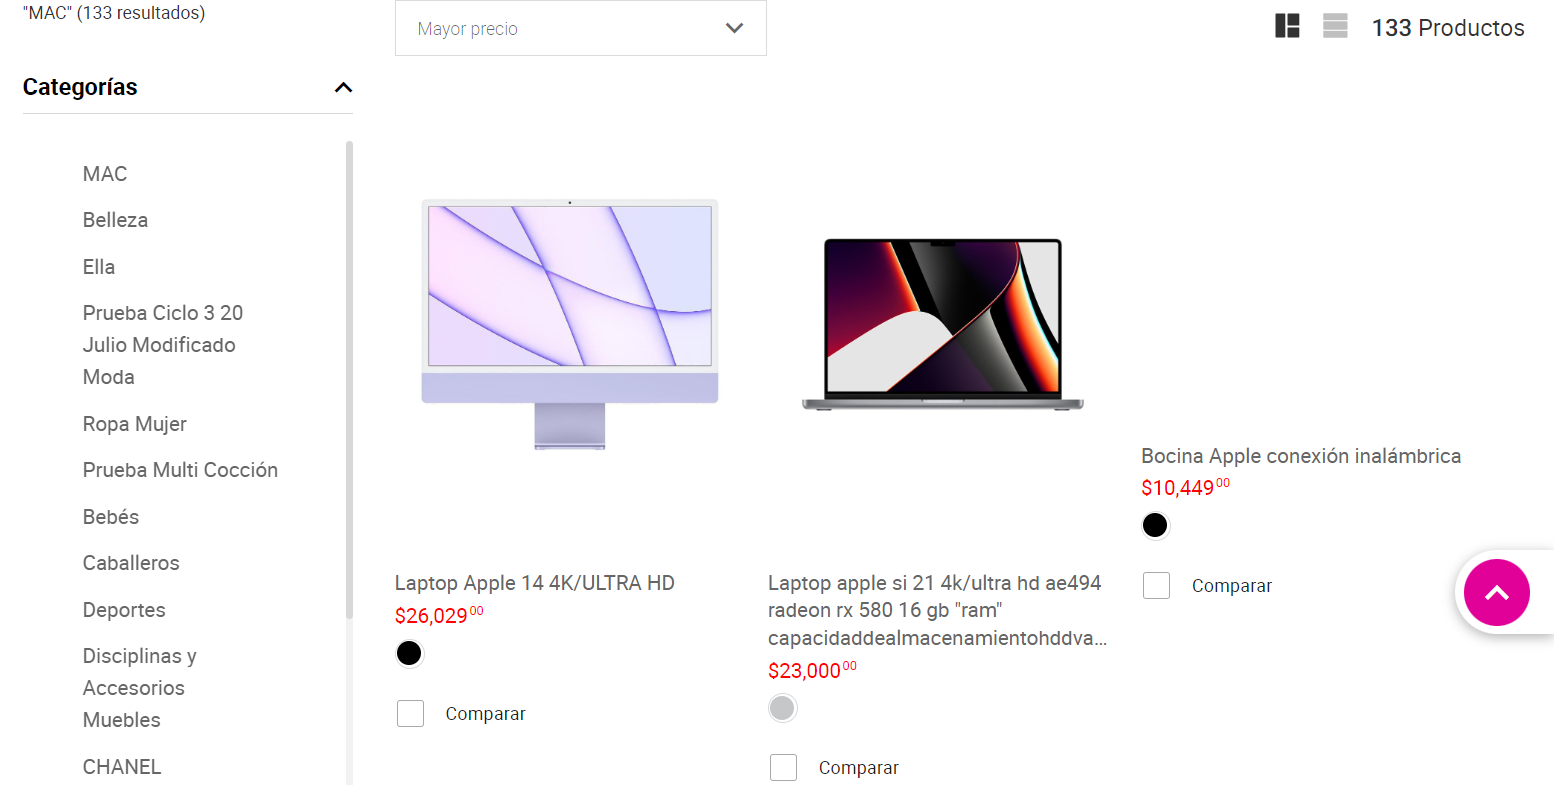 "MAC" (133 resultados)
Mayor precio
133 Productos
Categorías
MAC
Belleza
Ella
Prueba Ciclo 3 20
Julio Modificado
Moda
Ropa Mujer
Prueba Multi Cocción
Bebés
Caballeros
Deportes
Disciplinas y
Accesorios
Muebles
CHANEL
Laptop Apple 14 4K/ULTRA HD
$26,029.00
Comparar
Laptop apple si 21 4k/ultra hd ae494
radeon rx 580 16 gb "ram"
capacidaddealmacenamientohddva...
$23,000.00
Comparar
Bocina Apple conexión inalámbrica
$10,449.00
Comparar